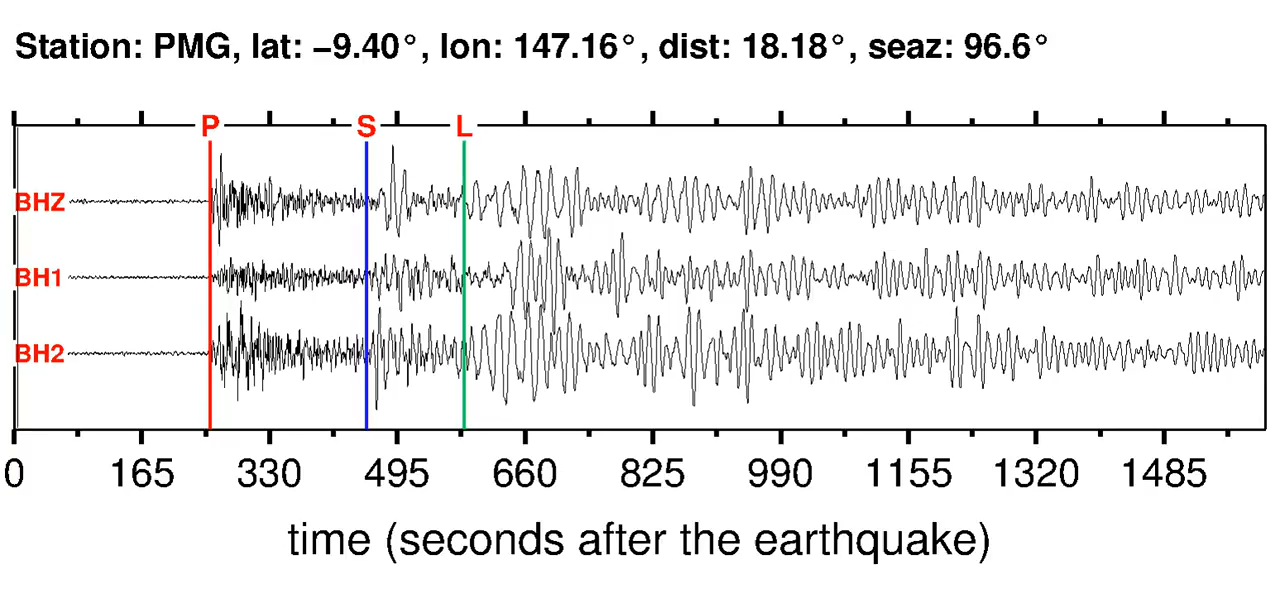 Station: PMG, lat: −9.40°, lon: 147.16°, dist: 18.18°, seaz: 96.6°
P S L
BHZ
BH1
BH2
0 165 330 495 660 825 990 1155 1320 1485
time (seconds after the earthquake)